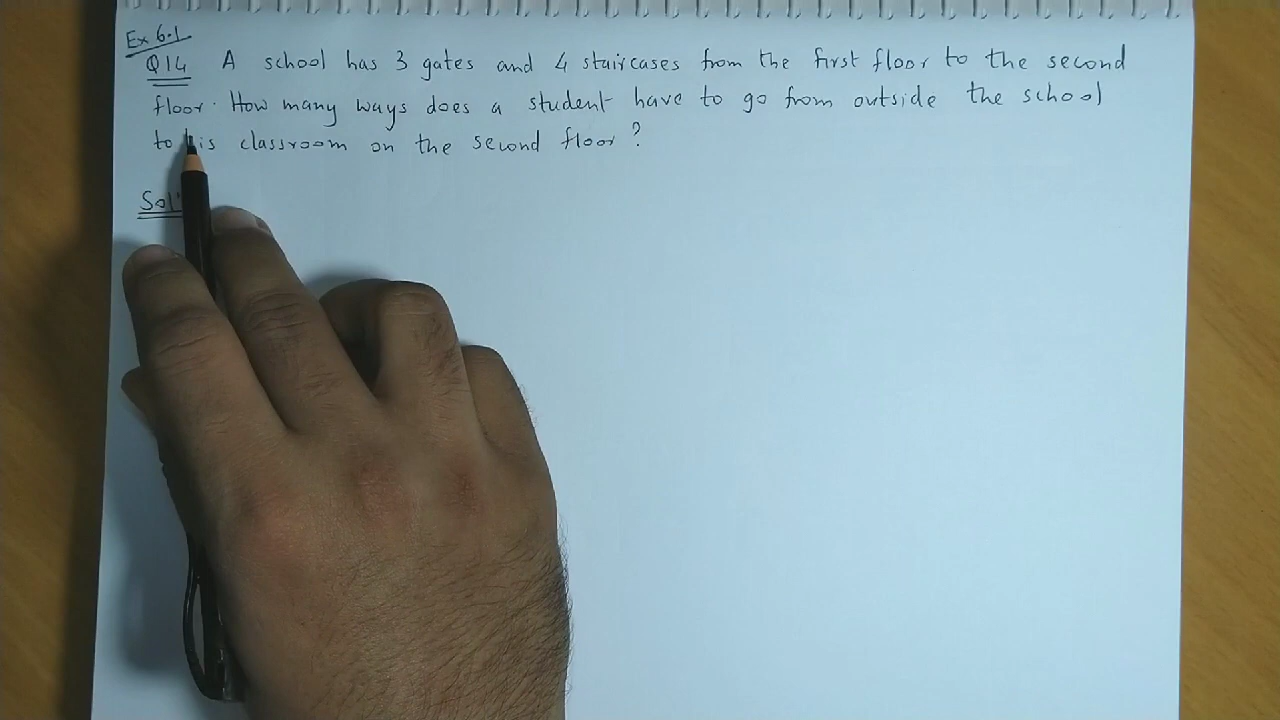 Ex 6.1
Q14 A school has 3 gates and 4 staircases from the first floor to the second
floor. How many ways does a student have to go from outside the school
to his classroom on the second floor?
Sol